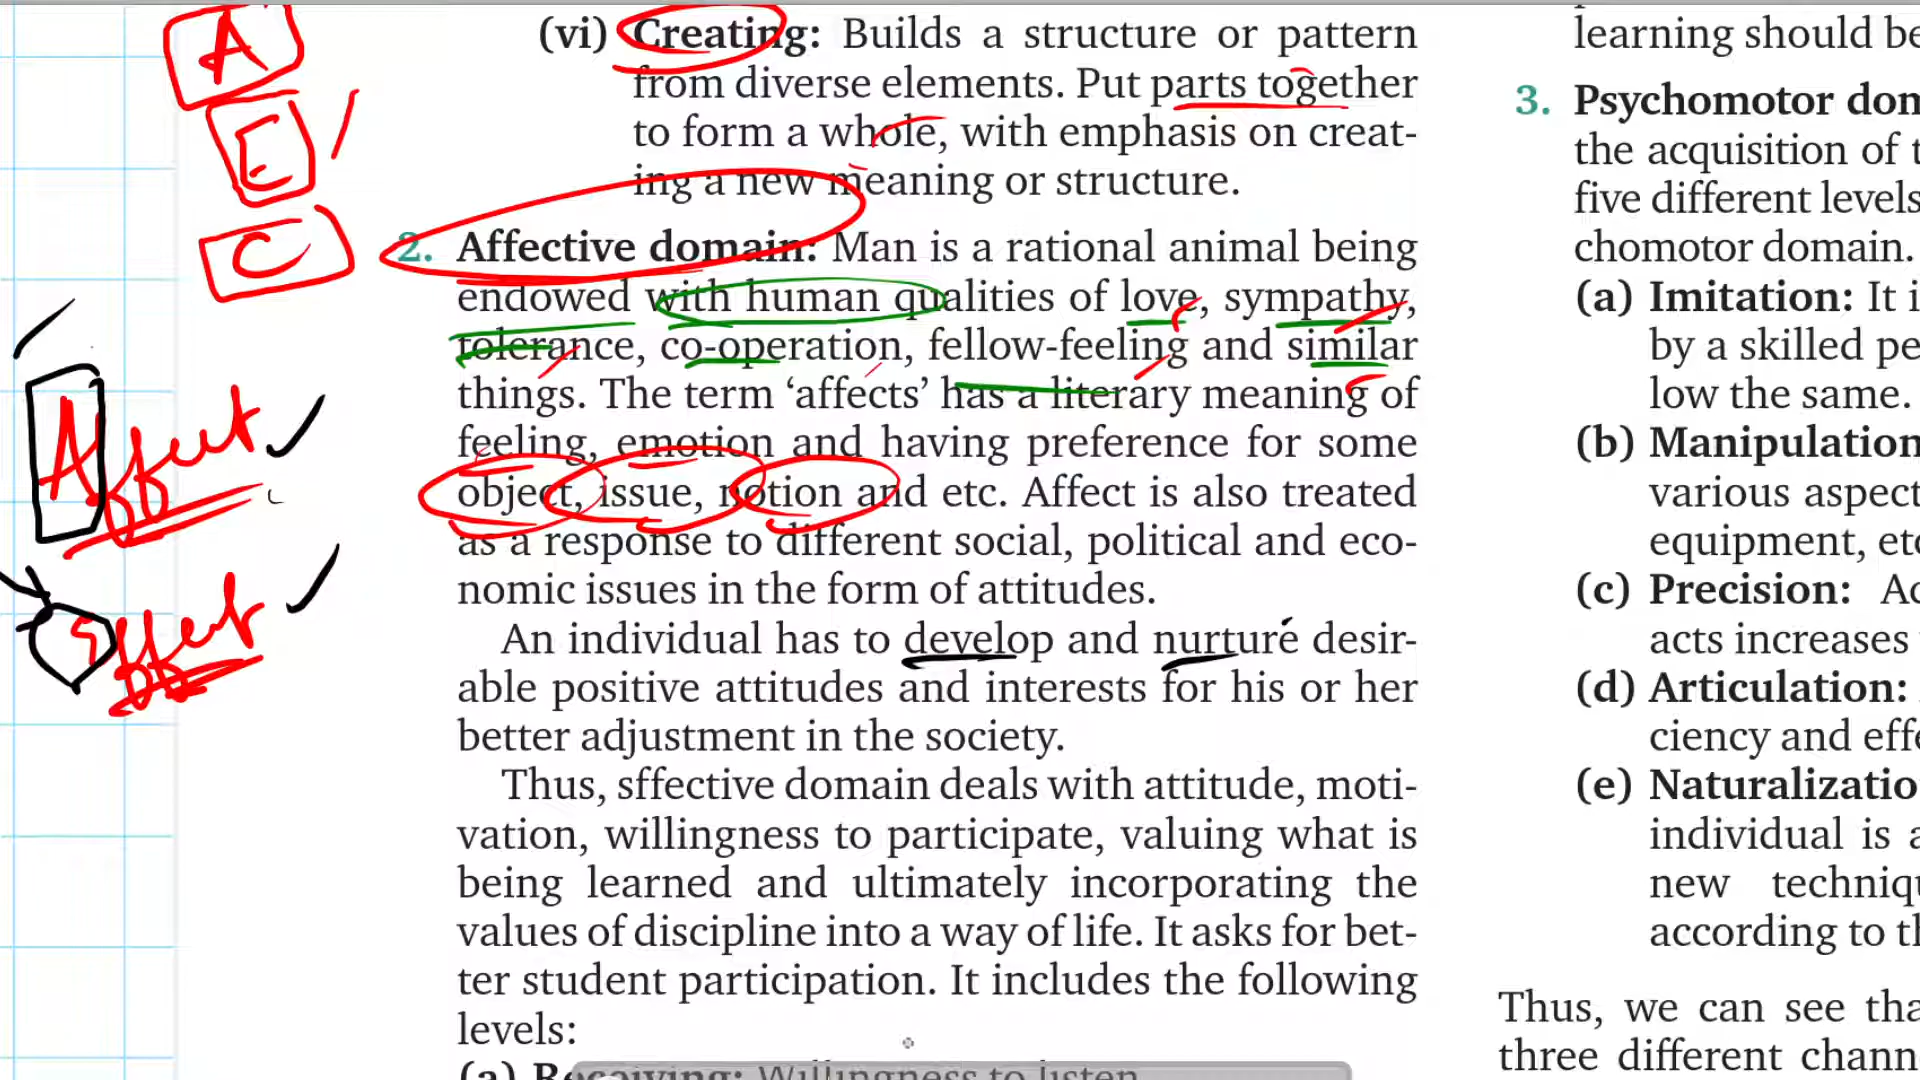 A
E
C
Affect
Effect
(vi) Creating: Builds a structure or pattern
from diverse elements. Put parts together
to form a whole, with emphasis on creat-
ing a new meaning or structure.
2. Affective domain: Man is a rational animal being
endowed with human qualities of love, sympathy,
tolerance, co-operation, fellow-feeling and similar
things. The term ‘affects’ has a literary meaning of
feeling, emotion and having preference for some
object, issue, notion and etc. Affect is also treated
as a response to different social, political and eco-
nomic issues in the form of attitudes.
An individual has to develop and nurture desir-
able positive attitudes and interests for his or her
better adjustment in the society.
Thus, sffective domain deals with attitude, moti-
vation, willingness to participate, valuing what is
being learned and ultimately incorporating the
values of discipline into a way of life. It asks for bet-
ter student participation. It includes the following
levels:
(a) Receiving: Willingness to listen
learning should be
3. Psychomotor dom
the acquisition of t
five different levels
chomotor domain.
(a) Imitation: It i
by a skilled pe
low the same.
(b) Manipulation
various aspect
equipment, etc
(c) Precision: Ac
acts increases
(d) Articulation:
ciency and effe
(e) Naturalizatio
individual is a
new techniqu
according to th
Thus, we can see tha
three different chann